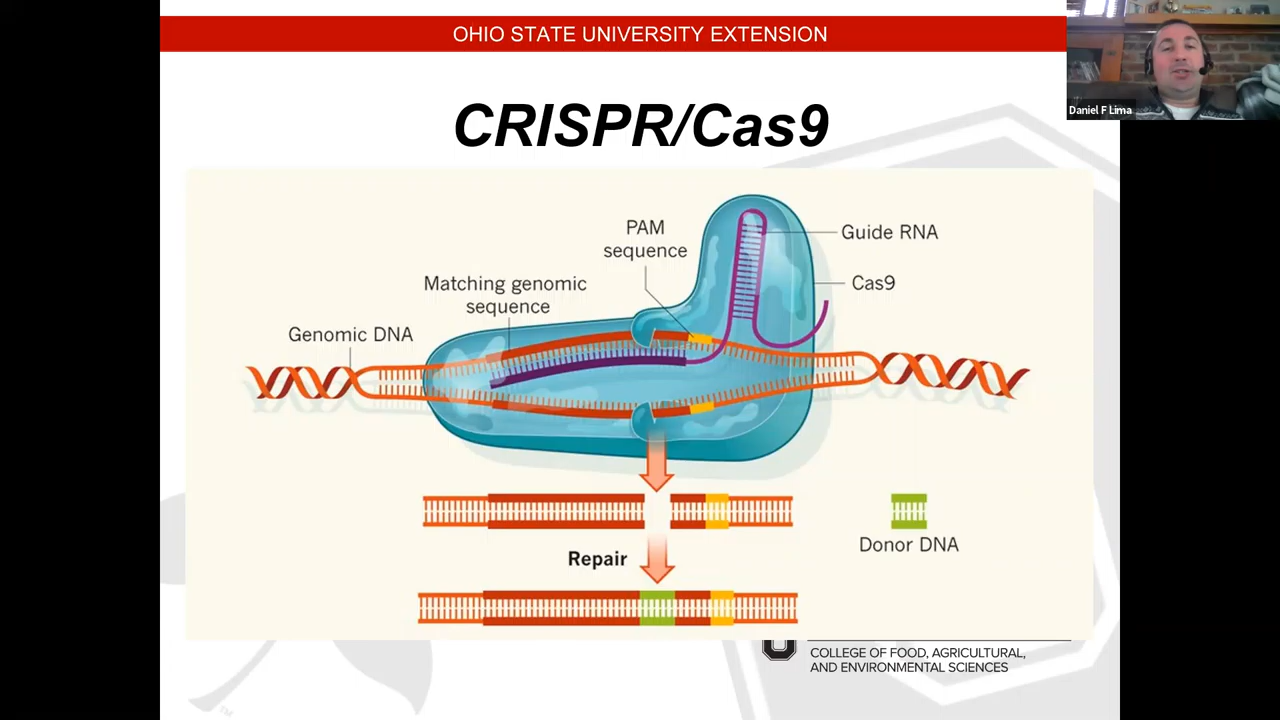 OHIO STATE UNIVERSITY EXTENSION
Daniel F Lima
CRISPR/Cas9
PAM
sequence
Guide RNA
Matching genomic
sequence
Cas9
Genomic DNA
Donor DNA
Repair
COLLEGE OF FOOD, AGRICULTURAL,
AND ENVIRONMENTAL SCIENCES
TM